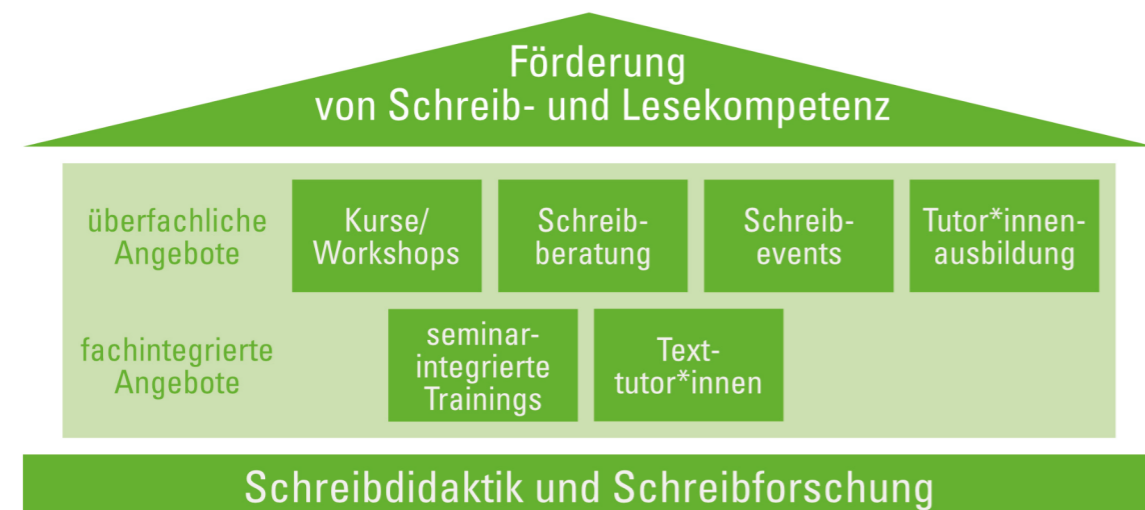 Förderung
von Schreib- und Lesekompetenz
überfachliche
Angebote
Kurse/
Workshops
Schreib-
beratung
Schreib-
events
Tutor*innen-
ausbildung
fachintegrierte
Angebote
seminar-
integrierte
Trainings
Text-
tutor*innen
Schreibdidaktik und Schreibforschung